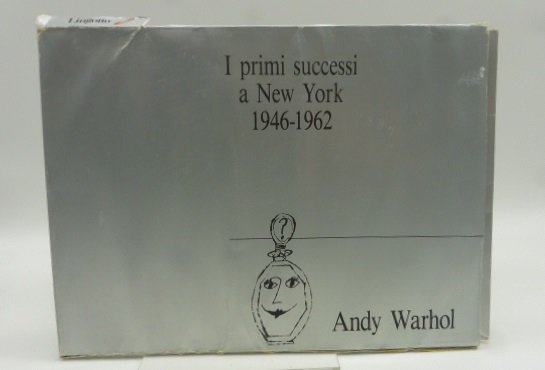 I primi successi
a New York
1946-1962
?
Andy Warhol